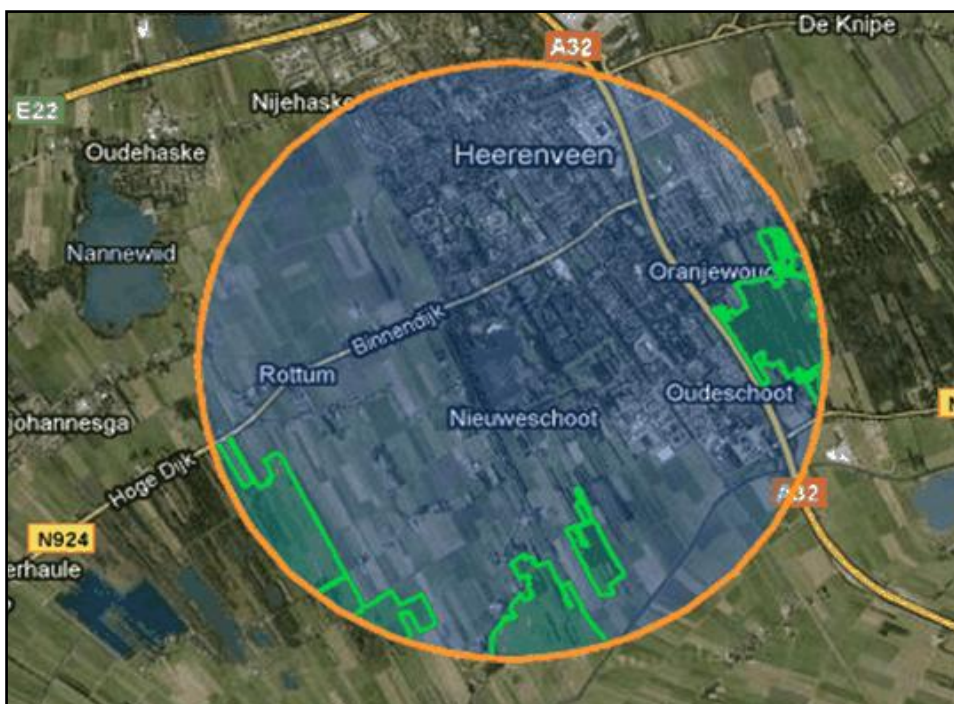 De Knipe
A32
E22
Nijehaske
Oudehaske
Heerenveen
Nannewiid
Oranjewoud
Binnendijk
Rottum
Oudeschoot
Nieuweschoot
johannesga
Hoge Dijk
A32
N924
erhaule